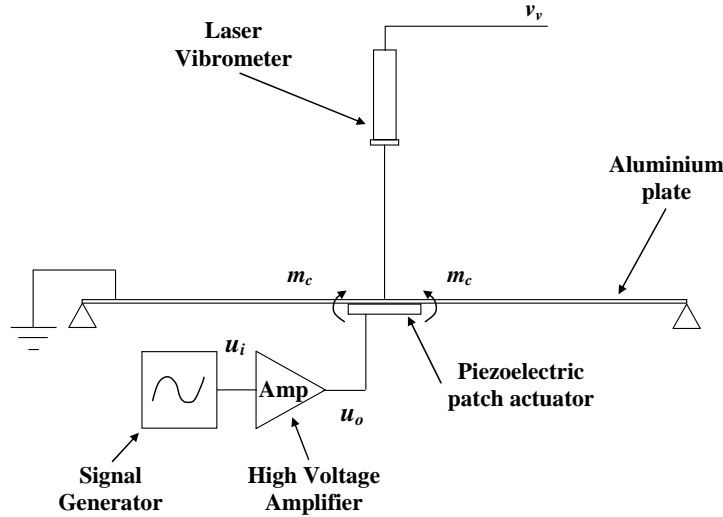 v_v
Laser
Vibrometer
Aluminium
plate
m_c
m_c
u_i
Amp
u_o
Piezoelectric
patch actuator
Signal
Generator
High Voltage
Amplifier